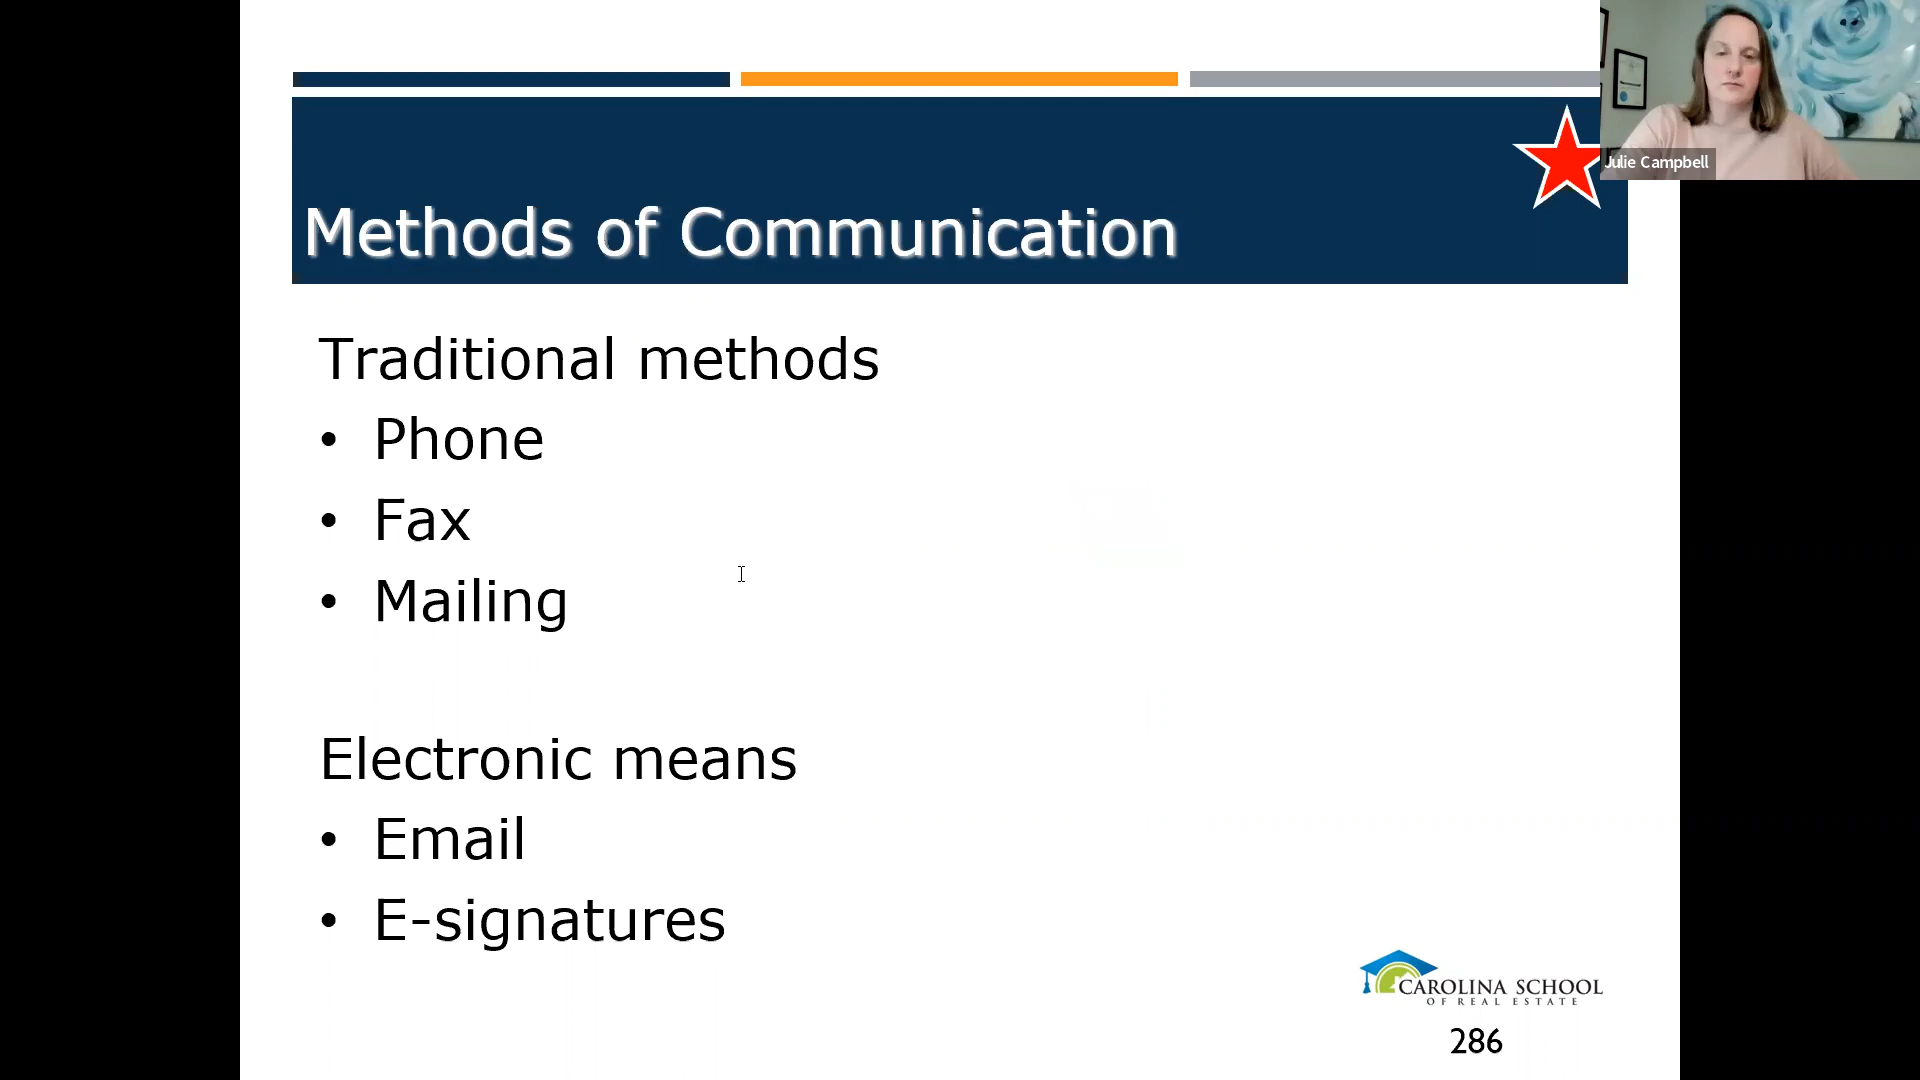 Julie Campbell
Methods of Communication
Traditional methods
• Phone
• Fax
• Mailing
Electronic means
• Email
• E-signatures
CAROLINA SCHOOL
OF REAL ESTATE
286